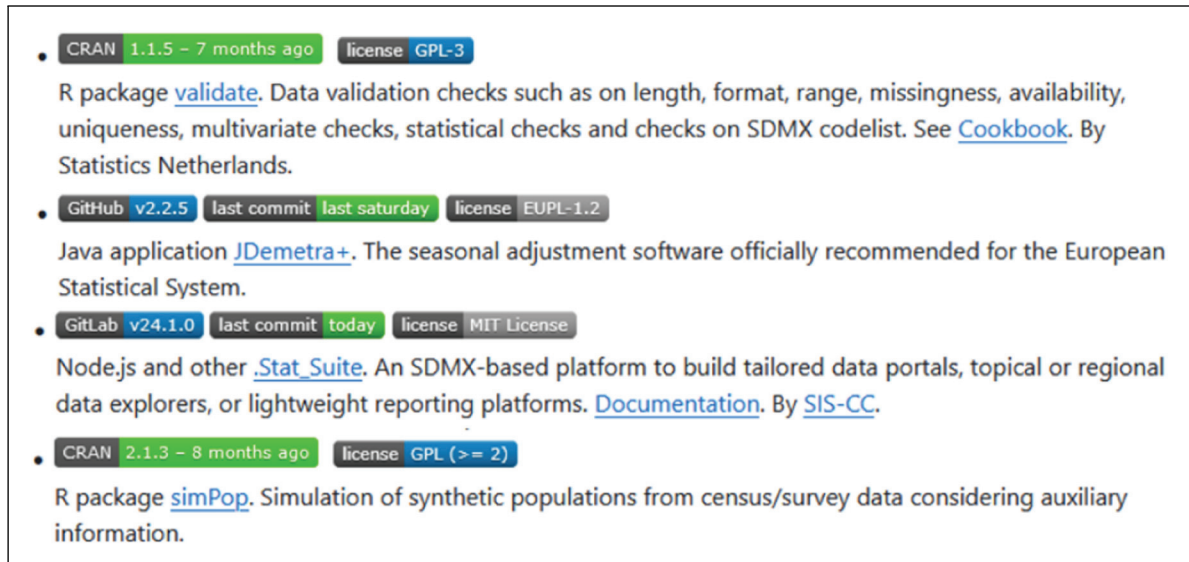 • CRAN 1.1.5 – 7 months ago license GPL-3
R package validate. Data validation checks such as on length, format, range, missingness, availability,
uniqueness, multivariate checks, statistical checks and checks on SDMX codelist. See Cookbook. By
Statistics Netherlands.
• GitHub v2.2.5 last commit last saturday license EUPL-1.2
Java application JDemetra+. The seasonal adjustment software officially recommended for the European
Statistical System.
• GitLab v24.1.0 last commit today license MIT License
Node.js and other .Stat_Suite. An SDMX-based platform to build tailored data portals, topical or regional
data explorers, or lightweight reporting platforms. Documentation. By SIS-CC.
• CRAN 2.1.3 – 8 months ago license GPL (>= 2)
R package simPop. Simulation of synthetic populations from census/survey data considering auxiliary
information.